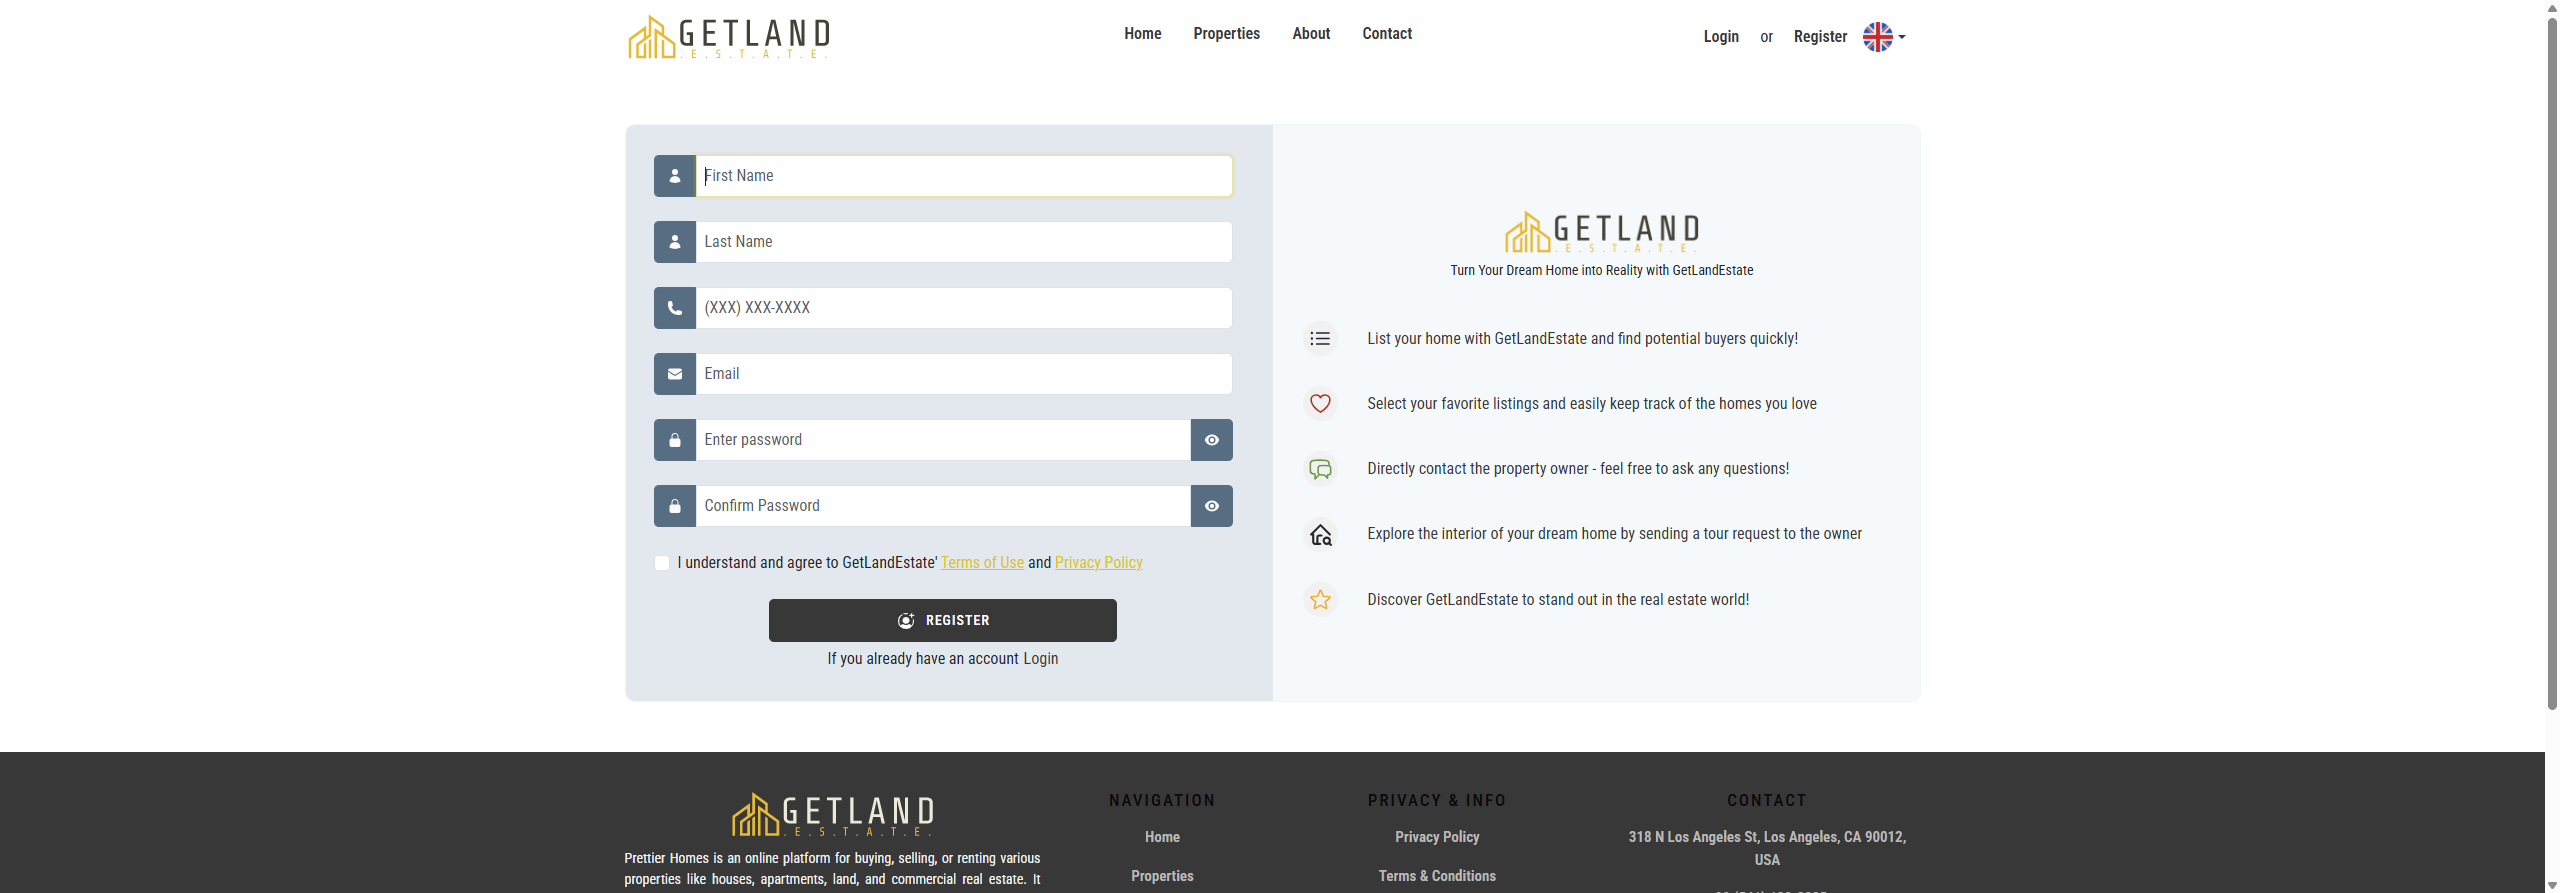 GETLAND
.E.S.T.A.T.E.
Home
Properties
About
Contact
Login
or
Register
First Name
Last Name
(XXX) XXX-XXXX
Email
Enter password
Confirm Password
I understand and agree to GetLandEstate' Terms of Use and Privacy Policy
REGISTER
If you already have an account Login
GETLAND
.E.S.T.A.T.E.
Turn Your Dream Home into Reality with GetLandEstate
List your home with GetLandEstate and find potential buyers quickly!
Select your favorite listings and easily keep track of the homes you love
Directly contact the property owner - feel free to ask any questions!
Explore the interior of your dream home by sending a tour request to the owner
Discover GetLandEstate to stand out in the real estate world!
GETLAND
.E.S.T.A.T.E.
Prettier Homes is an online platform for buying, selling, or renting various
properties like houses, apartments, land, and commercial real estate. It
NAVIGATION
Home
Properties
PRIVACY & INFO
Privacy Policy
Terms & Conditions
CONTACT
318 N Los Angeles St, Los Angeles, CA 90012,
USA